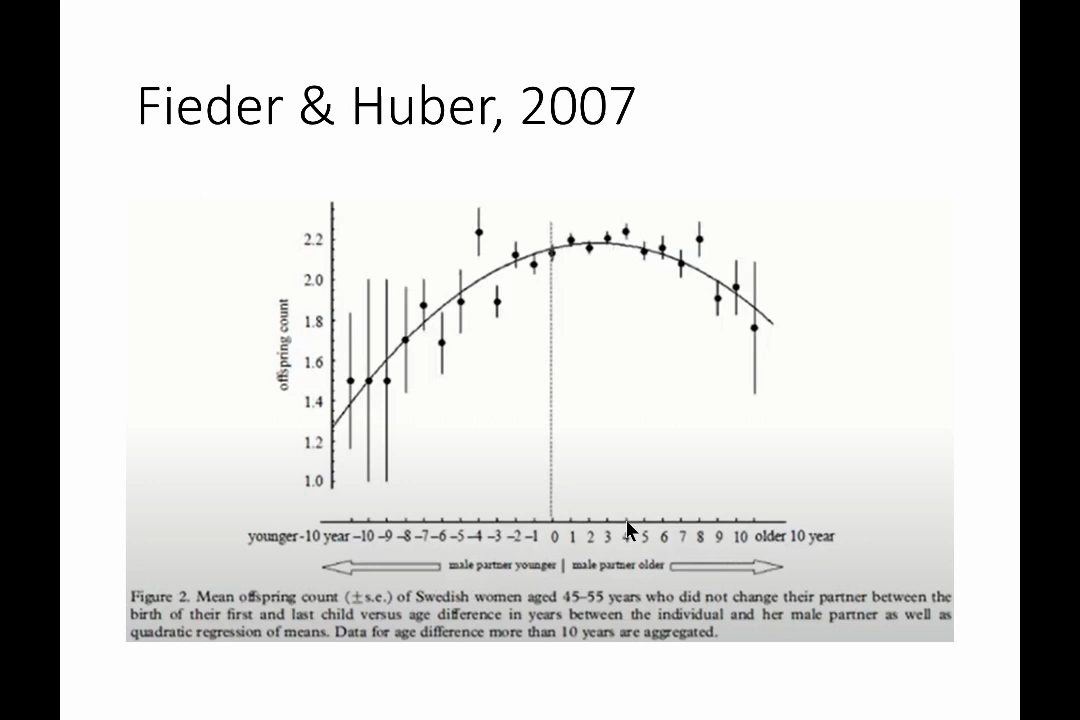 Fieder & Huber, 2007
2.2
2.0
1.8
1.6
1.4
1.2
1.0
offspring count
younger-10 year –10 –9 –8 –7 –6 –5 –4 –3 –2 –1 0 1 2 3 4 5 6 7 8 9 10 older 10 year
male partner younger | male partner older
Figure 2. Mean offspring count (±s.e.) of Swedish women aged 45–55 years who did not change their partner between the
birth of their first and last child versus age difference in years between the individual and her male partner as well as
quadratic regression of means. Data for age difference more than 10 years are aggregated.